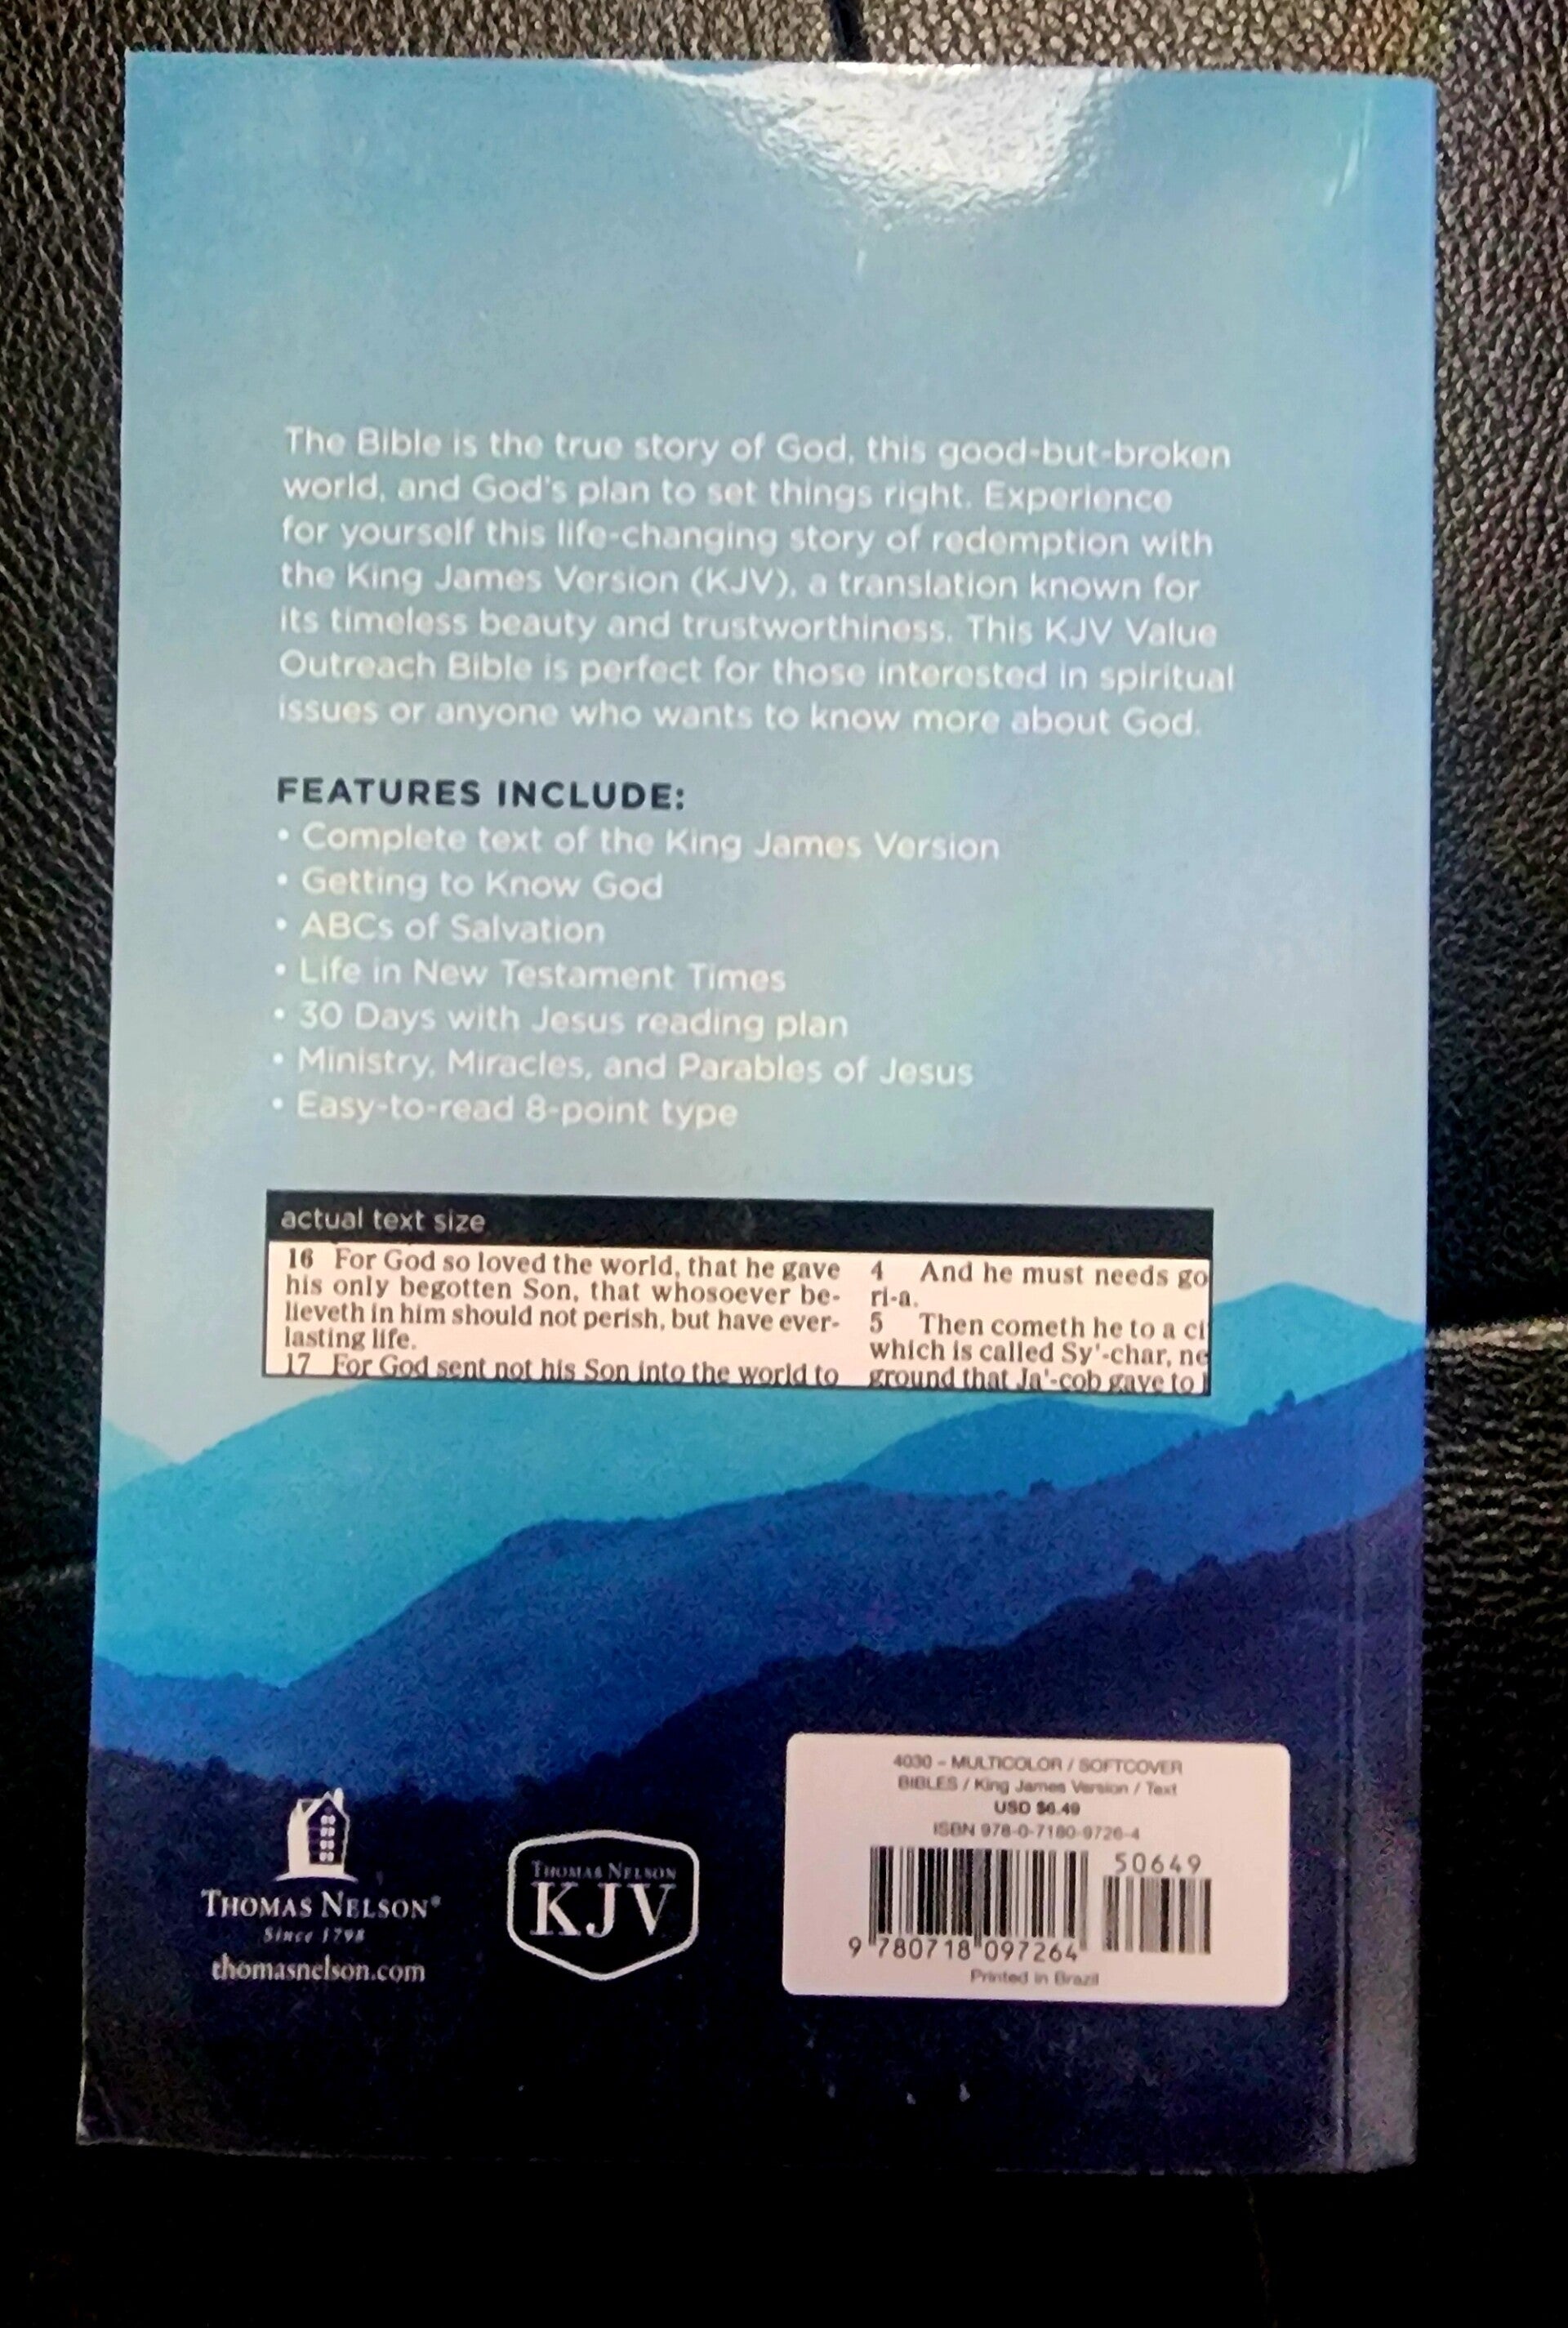 The Bible is the true story of God, this good-but-broken
world, and God's plan to set things right. Experience
for yourself this life-changing story of redemption with
the King James Version (KJV), a translation known for
its timeless beauty and trustworthiness. This KJV Value
Outreach Bible is perfect for those interested in spiritual
issues or anyone who wants to know more about God.
FEATURES INCLUDE:
• Complete text of the King James Version
• Getting to Know God
• ABCs of Salvation
• Life in New Testament Times
• 30 Days with Jesus reading plan
• Ministry, Miracles, and Parables of Jesus
• Easy-to-read 8-point type
actual text size
16 For God so loved the world, that he gave
his only begotten Son, that whosoever be-
lieveth in him should not perish, but have ever-
lasting life.
17 For God sent not his Son into the world to
4 And he must needs go
ri-a.
5 Then cometh he to a ci
which is called Sy'-char, ne
ground that Ja'-cob gave to
THOMAS NELSON®
Since 1798
thomasnelson.com
THOMAS NELSON
KJV
4030 – MULTICOLOR / SOFTCOVER
BIBLES / King James Version / Text
USD $6.49
ISBN 978-0-7180-9726-4
50649
9 780718 097264
Printed in Brazil